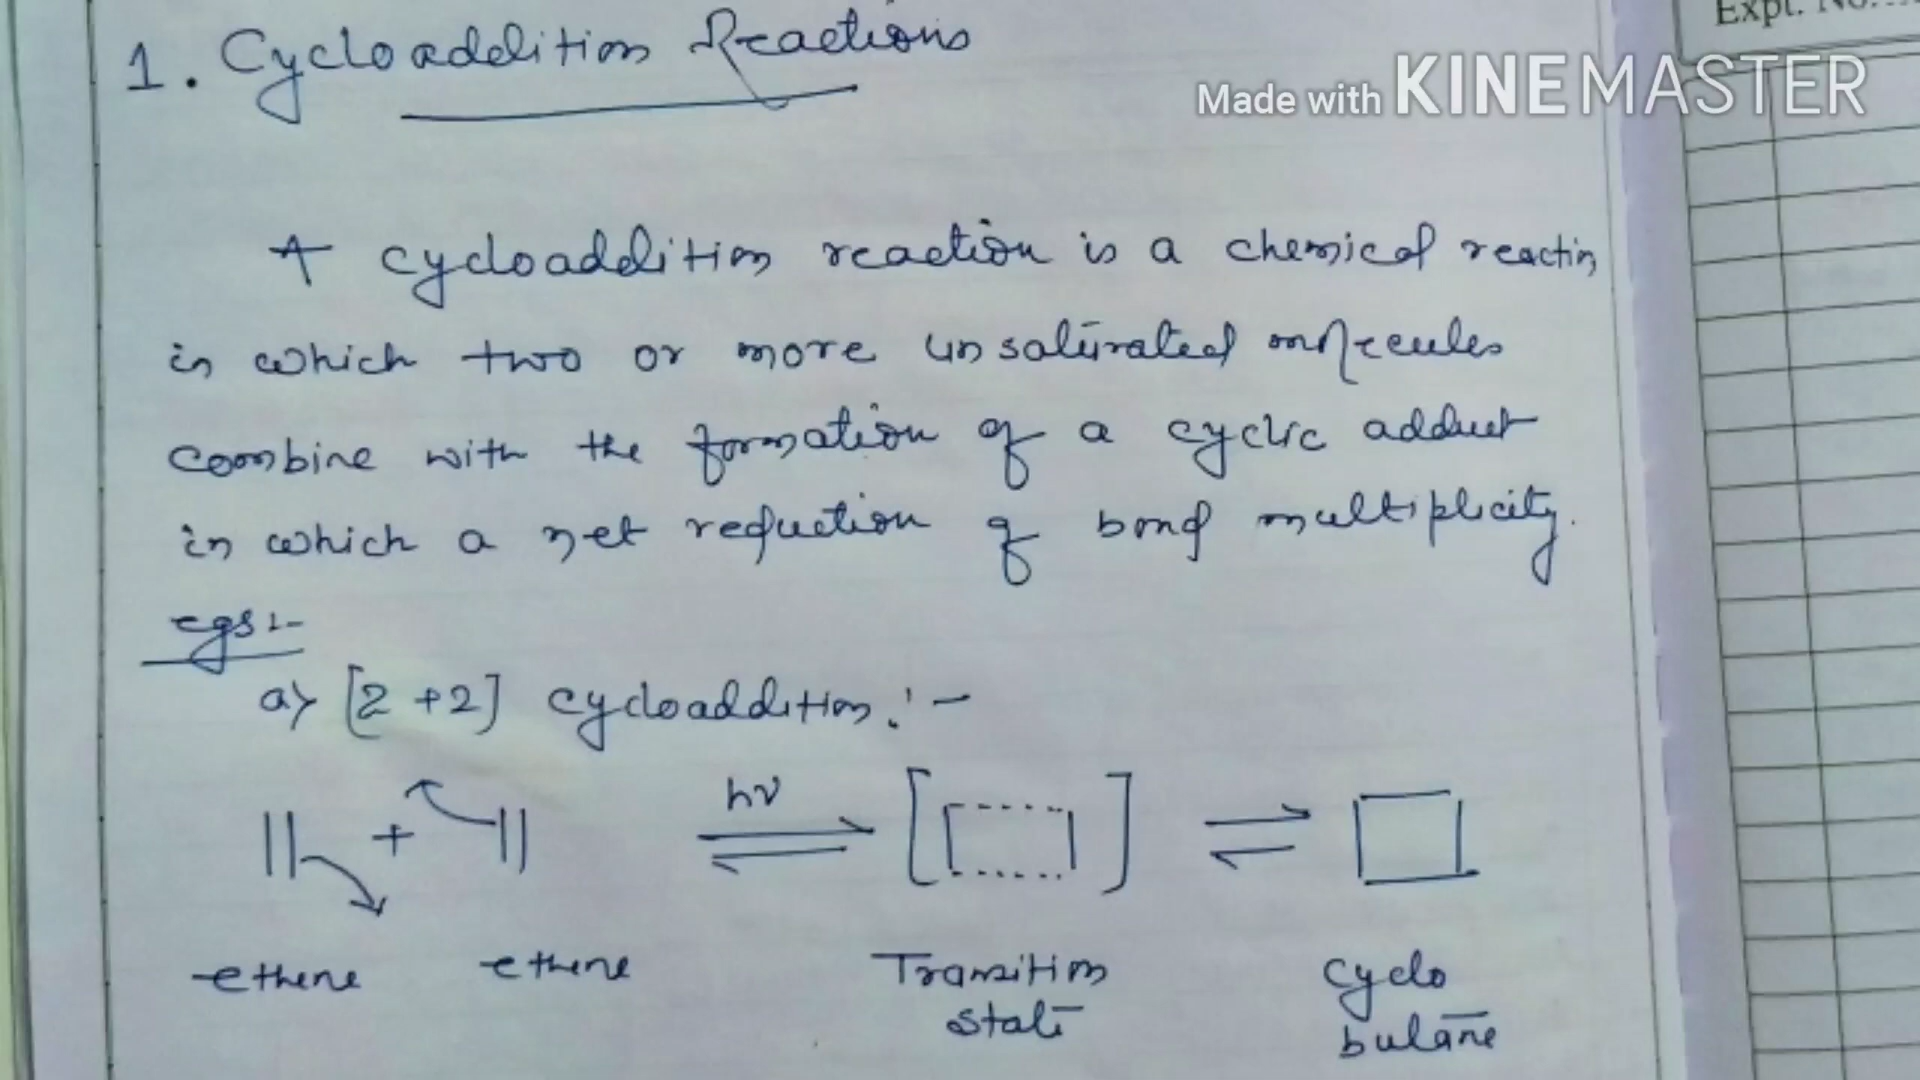 Expt. No.
Made with KINEMASTER
1. Cycloaddition Reactions
A cycloaddition reaction is a chemical reaction
in which two or more unsaturated molecules
combine with the formation of a cyclic adduct
in which a net reduction of bond multiplicity.
egs:-
a) [2+2] cycloaddition:-
+ hν
ethene ethene Transition state cyclo butane